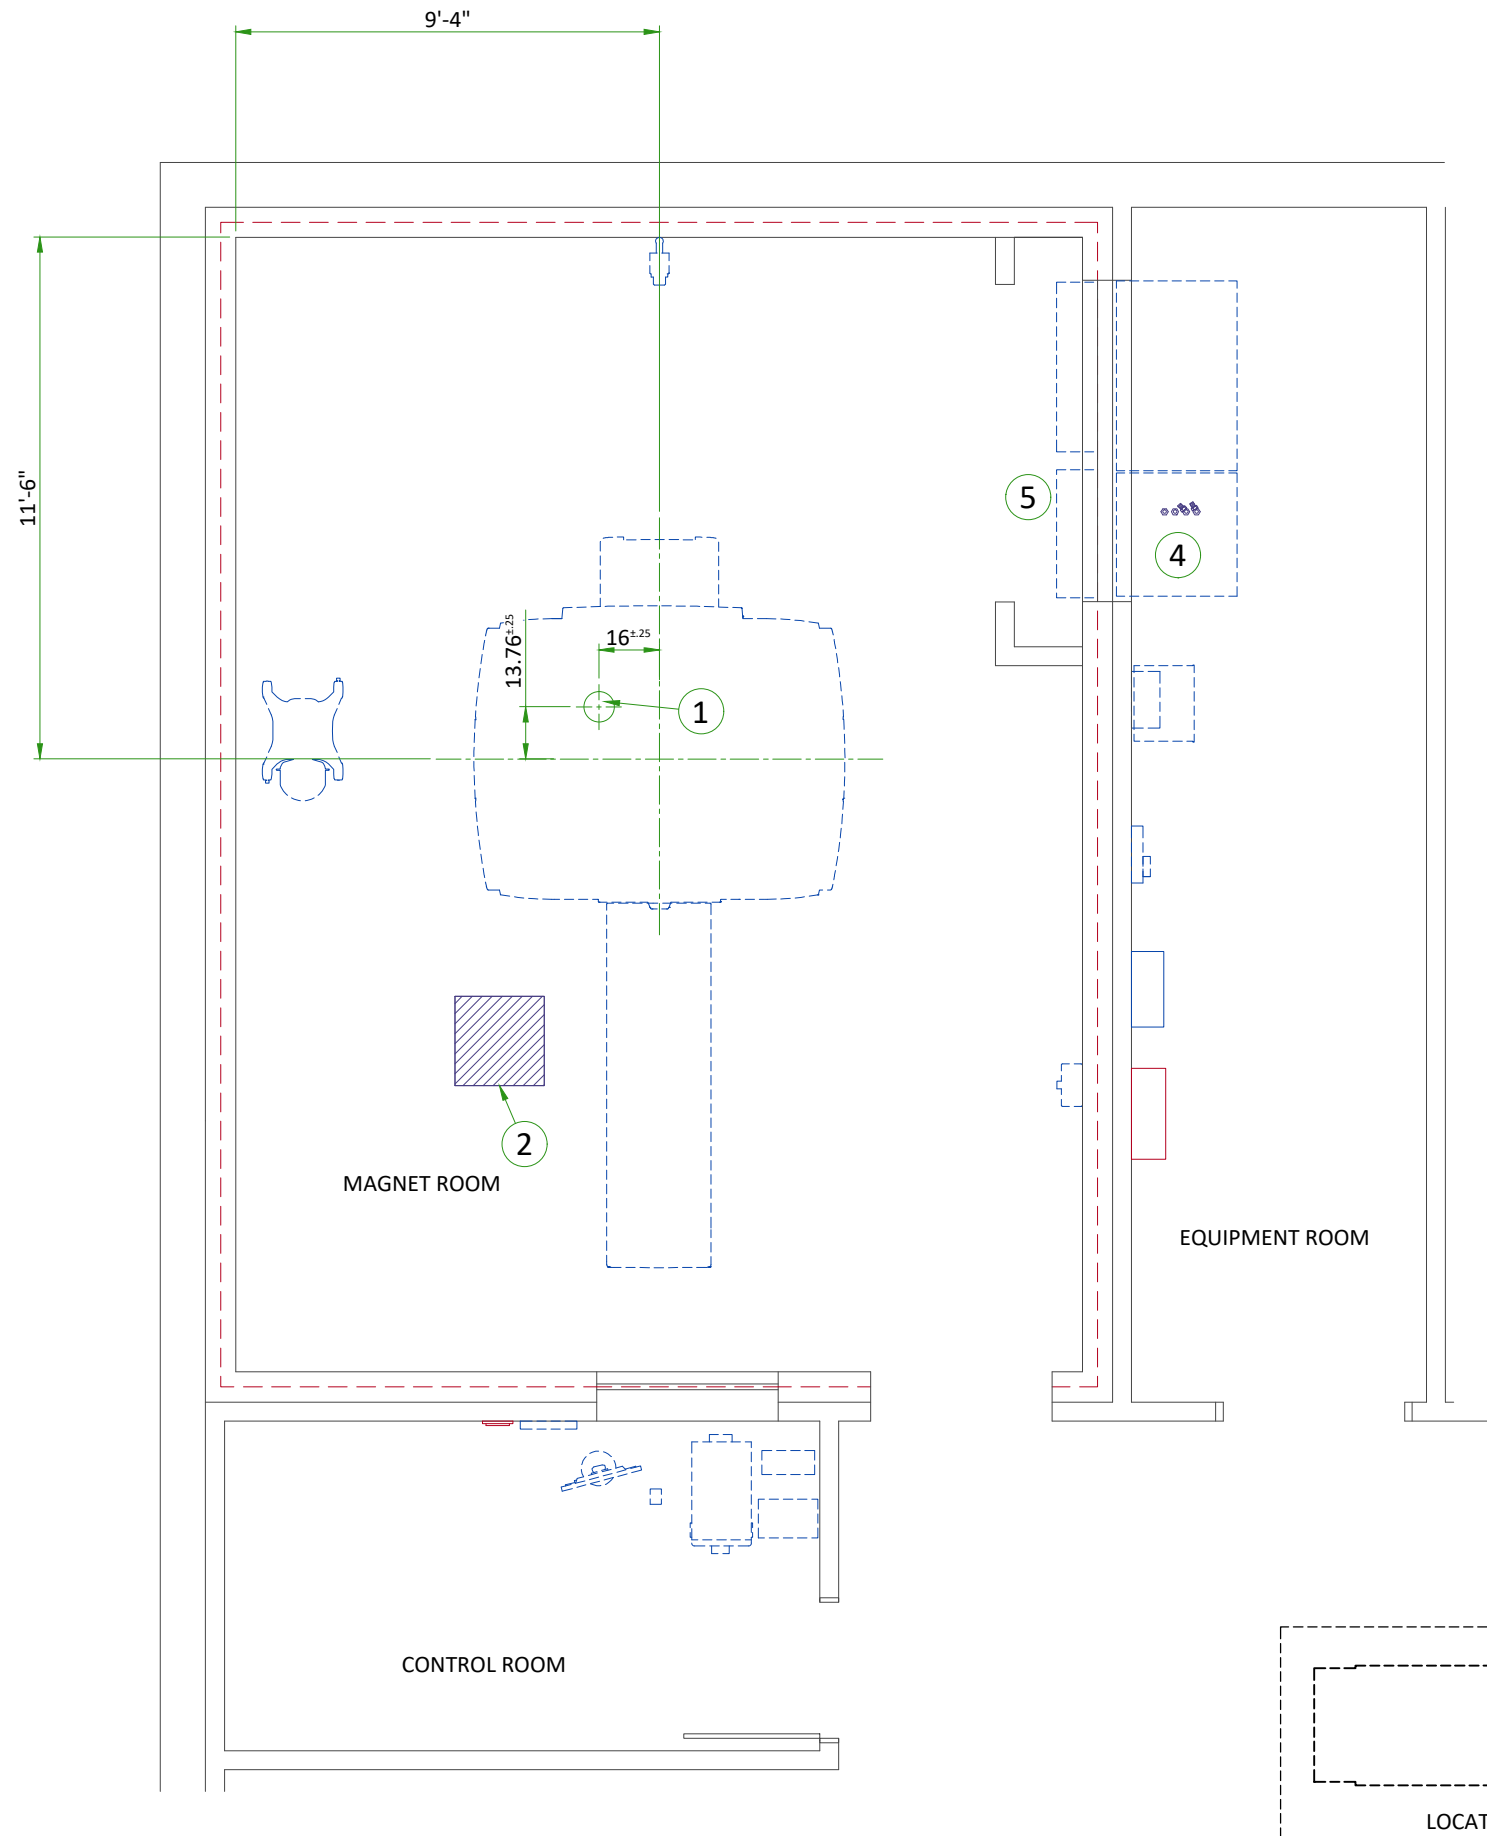 9'-4"
11'-6"
5
4
13.76±.25
16±.25
1
2
MAGNET ROOM
EQUIPMENT ROOM
CONTROL ROOM
LOCAT